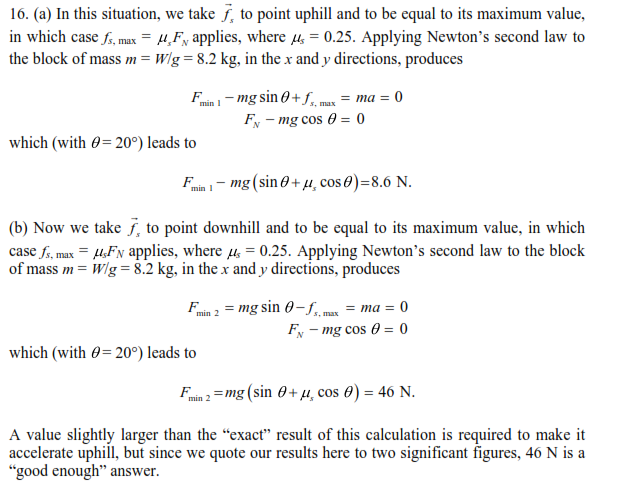 16. (a) In this situation, we take f⃗ₛ to point uphill and to be equal to its maximum value,
in which case fₛ, max = μₛF_N applies, where μₛ = 0.25. Applying Newton’s second law to
the block of mass m = W/g = 8.2 kg, in the x and y directions, produces
F_min 1 − mg sin θ + fₛ, max = ma = 0
F_N − mg cos θ = 0
which (with θ = 20°) leads to
F_min 1 − mg(sin θ + μₛ cos θ) = 8.6 N.
(b) Now we take f⃗ₛ to point downhill and to be equal to its maximum value, in which
case fₛ, max = μₛF_N applies, where μₛ = 0.25. Applying Newton’s second law to the block
of mass m = W/g = 8.2 kg, in the x and y directions, produces
F_min 2 = mg sin θ − fₛ, max = ma = 0
F_N − mg cos θ = 0
which (with θ = 20°) leads to
F_min 2 = mg(sin θ + μₛ cos θ) = 46 N.
A value slightly larger than the “exact” result of this calculation is required to make it
accelerate uphill, but since we quote our results here to two significant figures, 46 N is a
“good enough” answer.